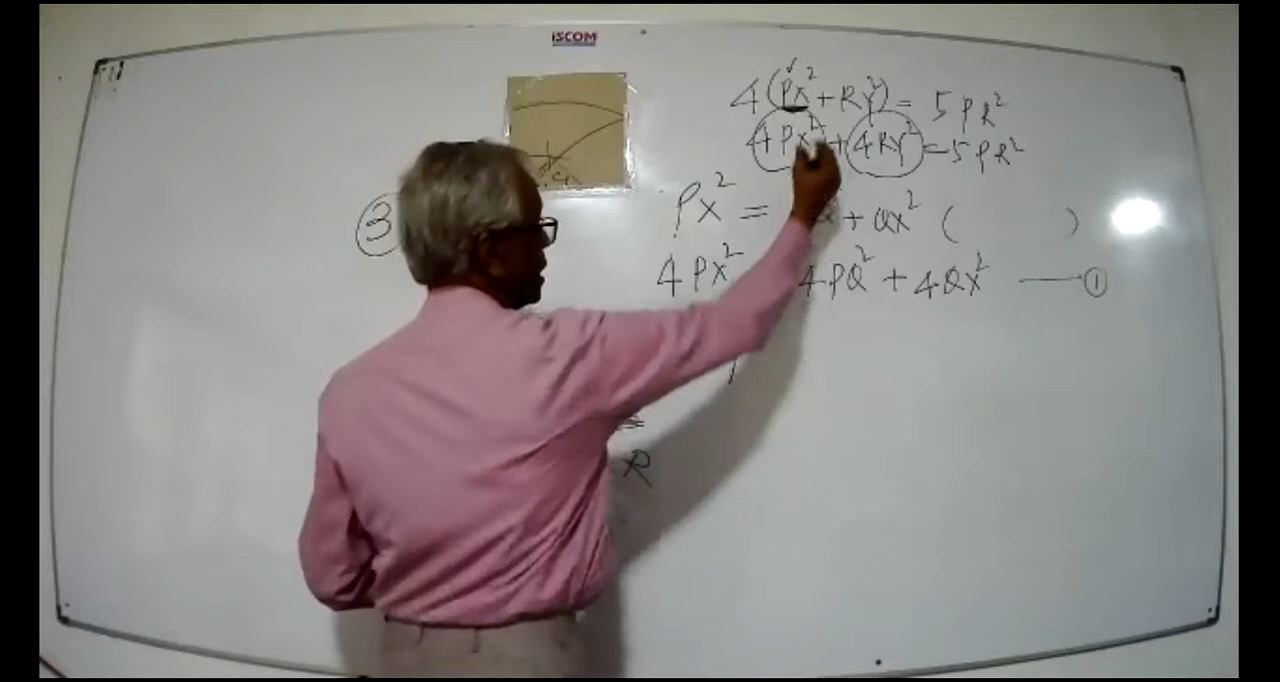 ISCOM
4(PX²+RY²)= 5PR²
4PX²+4RY²=5PR²
③
PX² = + QX² ( )
4PX² 4PQ² + 4QX² —— ①
R